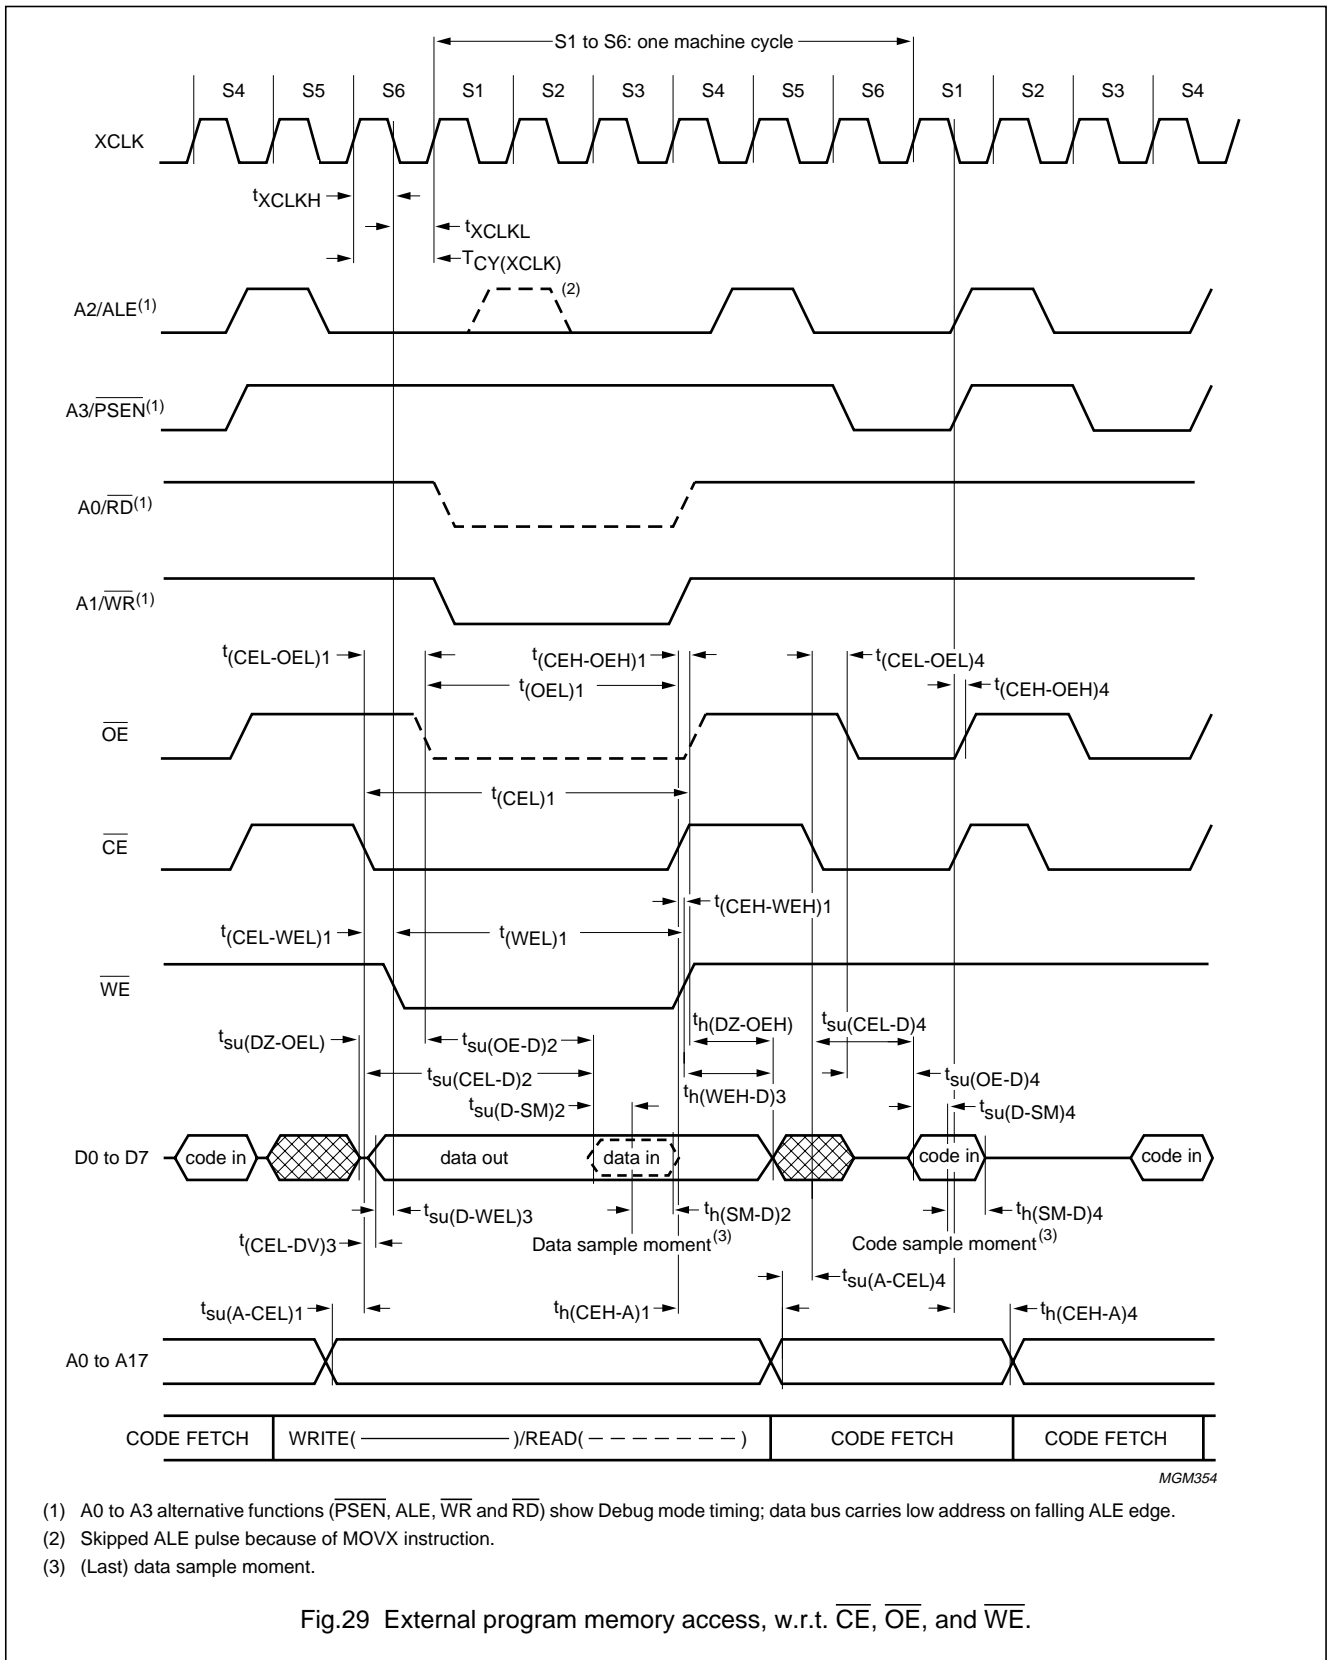 S1 to S6: one machine cycle
S4 S5 S6 S1 S2 S3 S4 S5 S6 S1 S2 S3 S4
XCLK
tXCLKH
tXCLKL
TCY(XCLK)
A2/ALE(1)
(2)
A3/PSEN(1)
A0/RD(1)
A1/WR(1)
t(CEL-OEL)1 t(CEH-OEH)1 t(CEL-OEL)4
t(OEL)1 t(CEH-OEH)4
OE
t(CEL)1
CE
t(CEH-WEH)1
t(CEL-WEL)1 t(WEL)1
WE
tsu(DZ-OEL) tsu(OE-D)2 th(DZ-OEH) tsu(CEL-D)4
tsu(CEL-D)2 th(WEH-D)3 tsu(OE-D)4
tsu(D-SM)2 tsu(D-SM)4
D0 to D7 code in data out data in code in code in
tsu(D-WEL)3 th(SM-D)2 th(SM-D)4
t(CEL-DV)3 Data sample moment(3) Code sample moment(3)
tsu(A-CEL)4
tsu(A-CEL)1 th(CEH-A)1 th(CEH-A)4
A0 to A17
CODE FETCH WRITE( )/READ( ) CODE FETCH CODE FETCH
MGM354
(1) A0 to A3 alternative functions (PSEN, ALE, WR and RD) show Debug mode timing; data bus carries low address on falling ALE edge.
(2) Skipped ALE pulse because of MOVX instruction.
(3) (Last) data sample moment.
Fig.29 External program memory access, w.r.t. CE, OE, and WE.